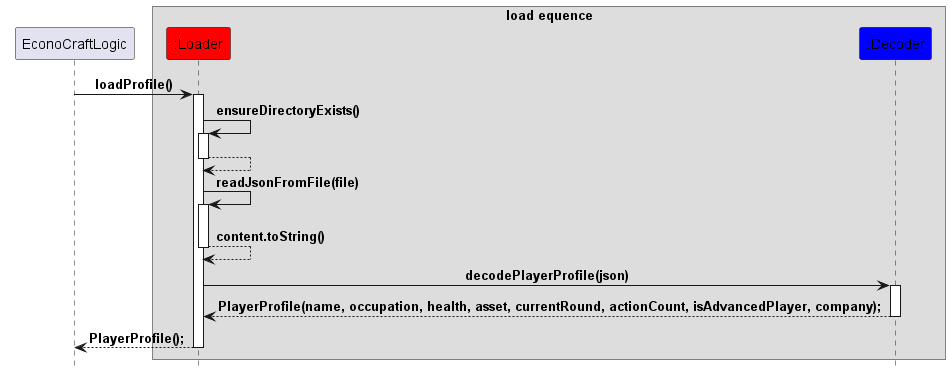 load equence
EconoCraftLogic
:Loader
:Decoder
loadProfile()
ensureDirectoryExists()
readJsonFromFile(file)
content.toString()
decodePlayerProfile(json)
PlayerProfile(name, occupation, health, asset, currentRound, actionCount, isAdvancedPlayer, company);
PlayerProfile();